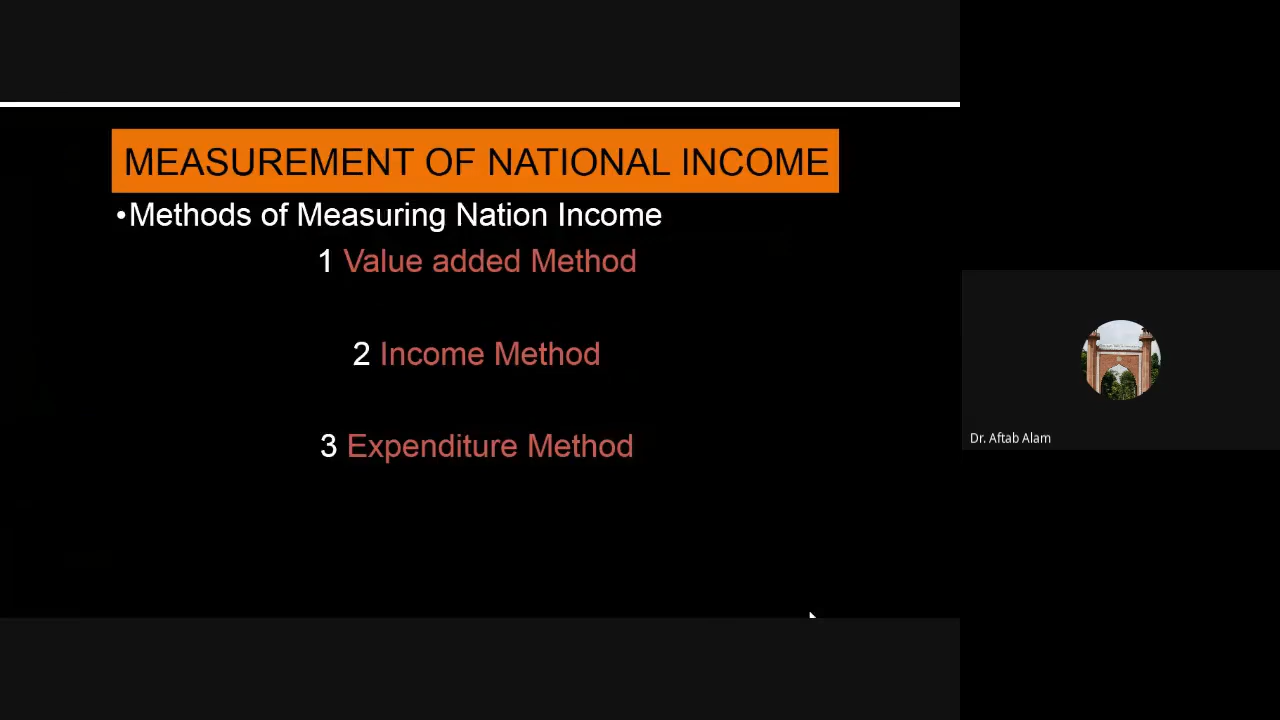 MEASUREMENT OF NATIONAL INCOME
•Methods of Measuring Nation Income
1 Value added Method
2 Income Method
3 Expenditure Method
Dr. Aftab Alam